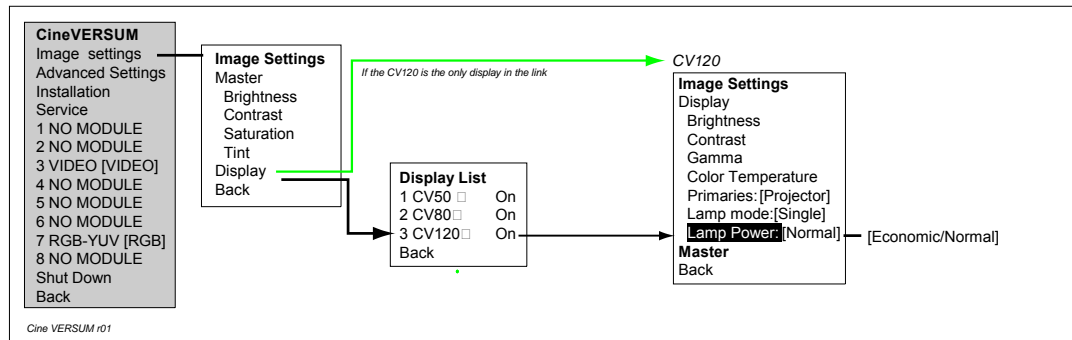 CineVERSUM
Image settings
Advanced Settings
Installation
Service
1 NO MODULE
2 NO MODULE
3 VIDEO [VIDEO]
4 NO MODULE
5 NO MODULE
6 NO MODULE
7 RGB-YUV [RGB]
8 NO MODULE
Shut Down
Back
Cine VERSUM r01
Image Settings
Master
Brightness
Contrast
Saturation
Tint
Display
Back
If the CV120 is the only display in the link
Display List
1 CV50 □ On
2 CV80□ On
3 CV120□ On
Back
CV120
Image Settings
Display
Brightness
Contrast
Gamma
Color Temperature
Primaries:[Projector]
Lamp mode:[Single]
Lamp Power:[Normal]
Master
Back
[Economic/Normal]